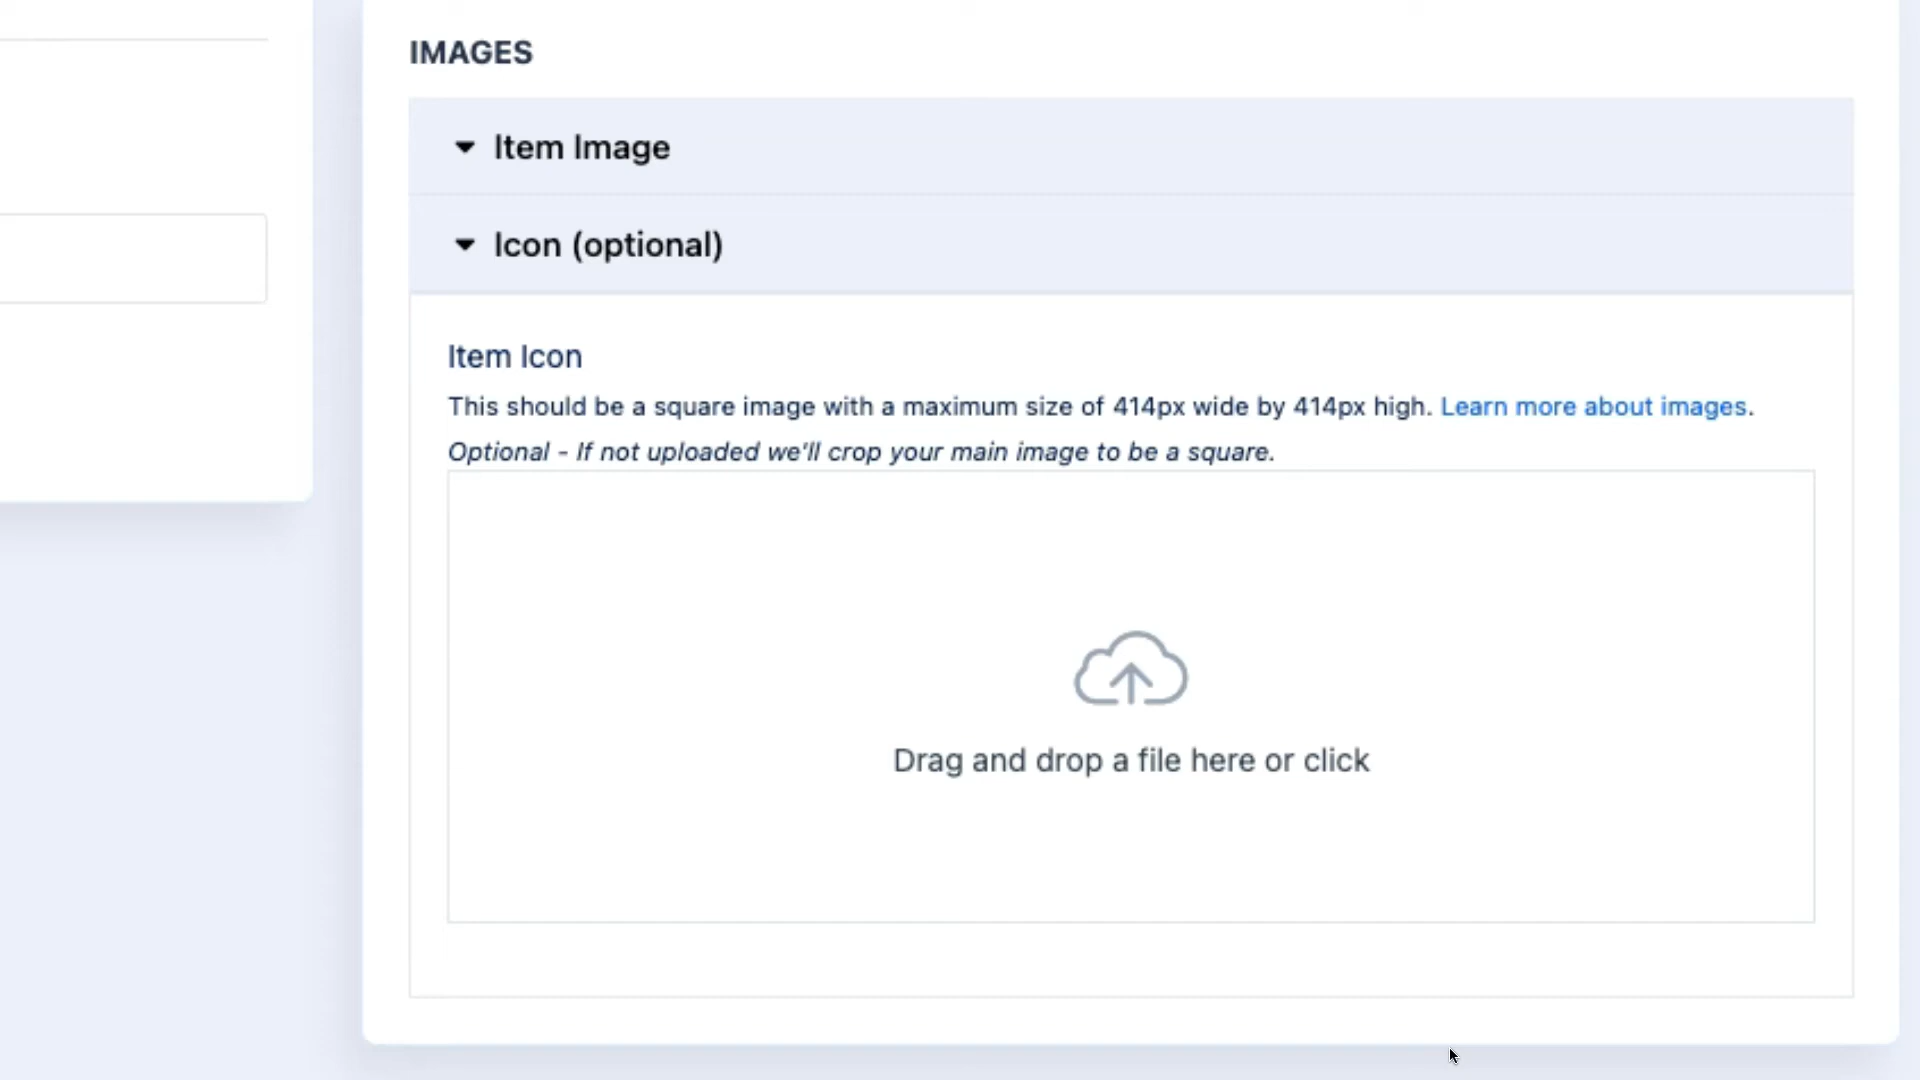 IMAGES
Item Image
Icon (optional)
Item Icon
This should be a square image with a maximum size of 414px wide by 414px high. Learn more about images.
Optional - If not uploaded we'll crop your main image to be a square.
Drag and drop a file here or click